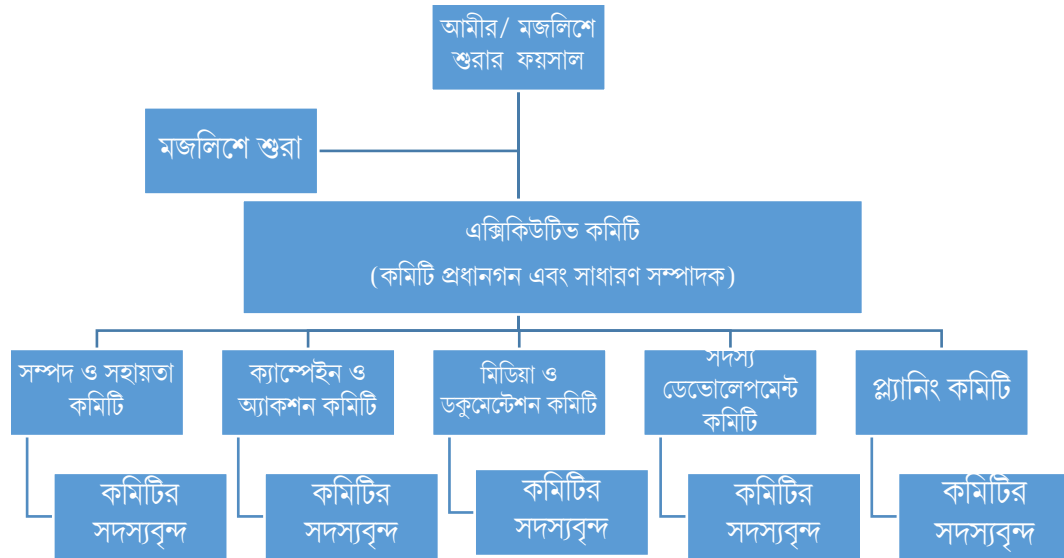 আমীর/ মজলিশে
শুরার ফয়সাল
মজলিশে শুরা
এক্সিকিউটিভ কমিটি
(কমিটি প্রধানগন এবং সাধারণ সম্পাদক)
সম্পদ ও সহায়তা
কমিটি
ক্যাম্পেইন ও
অ্যাকশন কমিটি
মিডিয়া ও
ডকুমেন্টেশন কমিটি
সদস্য
ডেভোলেপমেন্ট
কমিটি
প্ল্যানিং কমিটি
কমিটির
সদস্যবৃন্দ
কমিটির
সদস্যবৃন্দ
কমিটির
সদস্যবৃন্দ
কমিটির
সদস্যবৃন্দ
কমিটির
সদস্যবৃন্দ